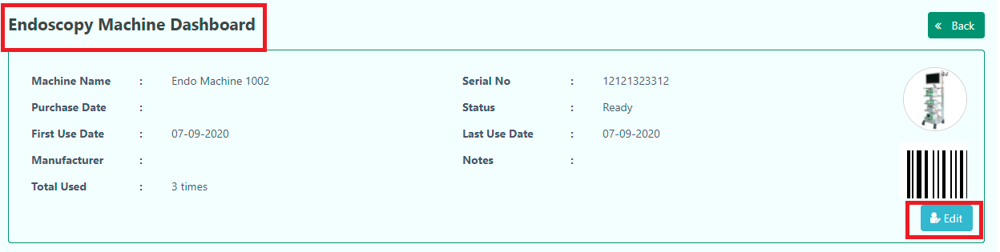 Endoscopy Machine Dashboard
« Back
Machine Name : Endo Machine 1002 Serial No : 12121323312
Purchase Date : Status : Ready
First Use Date : 07-09-2020 Last Use Date : 07-09-2020
Manufacturer : Notes :
Total Used : 3 times
Edit